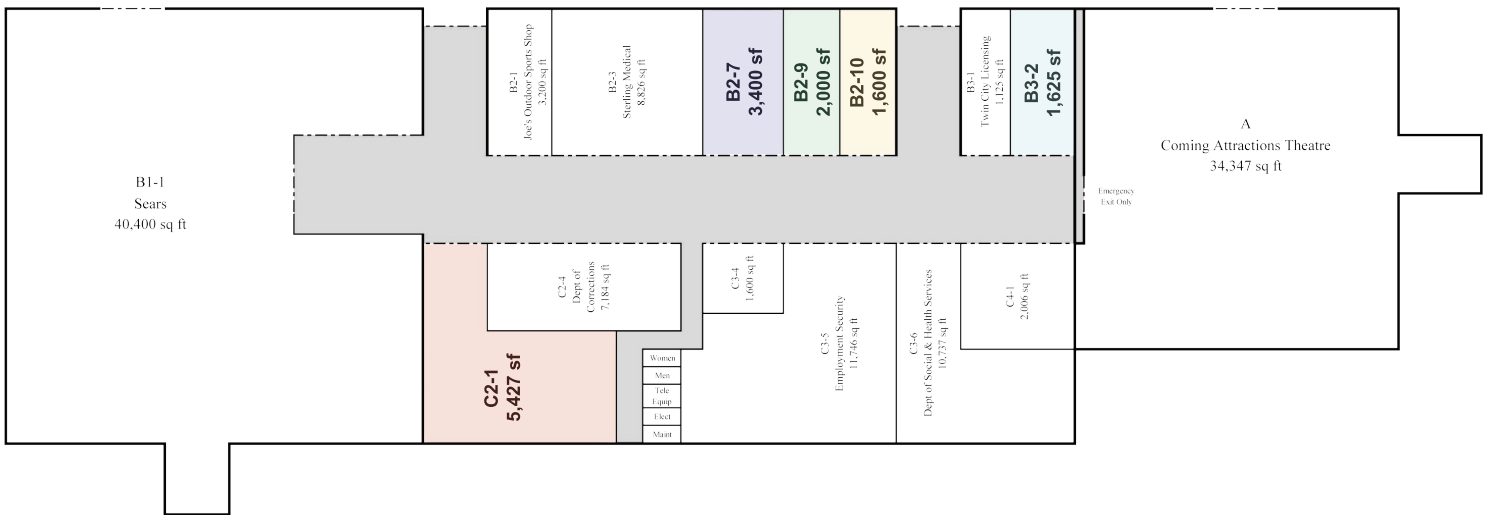 B1-1
Sears
40,400 sq ft
B2-1
Joe's Outdoor Sports Shop
3,200 sq ft
B2-3
Sterling Medical
8,826 sq ft
B2-7
3,400 sf
B2-9
2,000 sf
B2-10
1,600 sf
B3-1
Twin City Licensing
1,125 sq ft
B3-2
1,625 sf
A
Coming Attractions Theatre
34,347 sq ft
Emergency
Exit Only
C2-1
5,427 sf
C2-4
Dept of
Corrections
7,184 sq ft
Women
Men
Tele
Equip
Elect
Maint
C3-4
1,600 sq ft
C3-5
Employment Security
11,746 sq ft
C3-6
Dept of Social & Health Services
10,737 sq ft
C4-1
2,006 sq ft